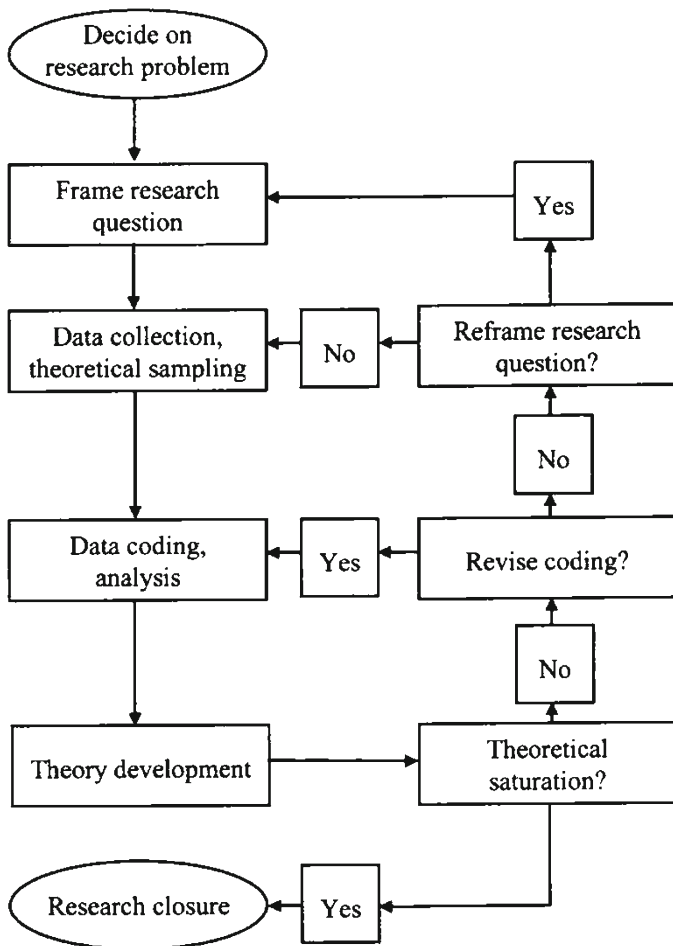 Decide on
research problem
Frame research
question
Yes
Data collection,
theoretical sampling
No
Reframe research
question?
No
Data coding,
analysis
Yes
Revise coding?
No
Theory development
Theoretical
saturation?
Research closure
Yes